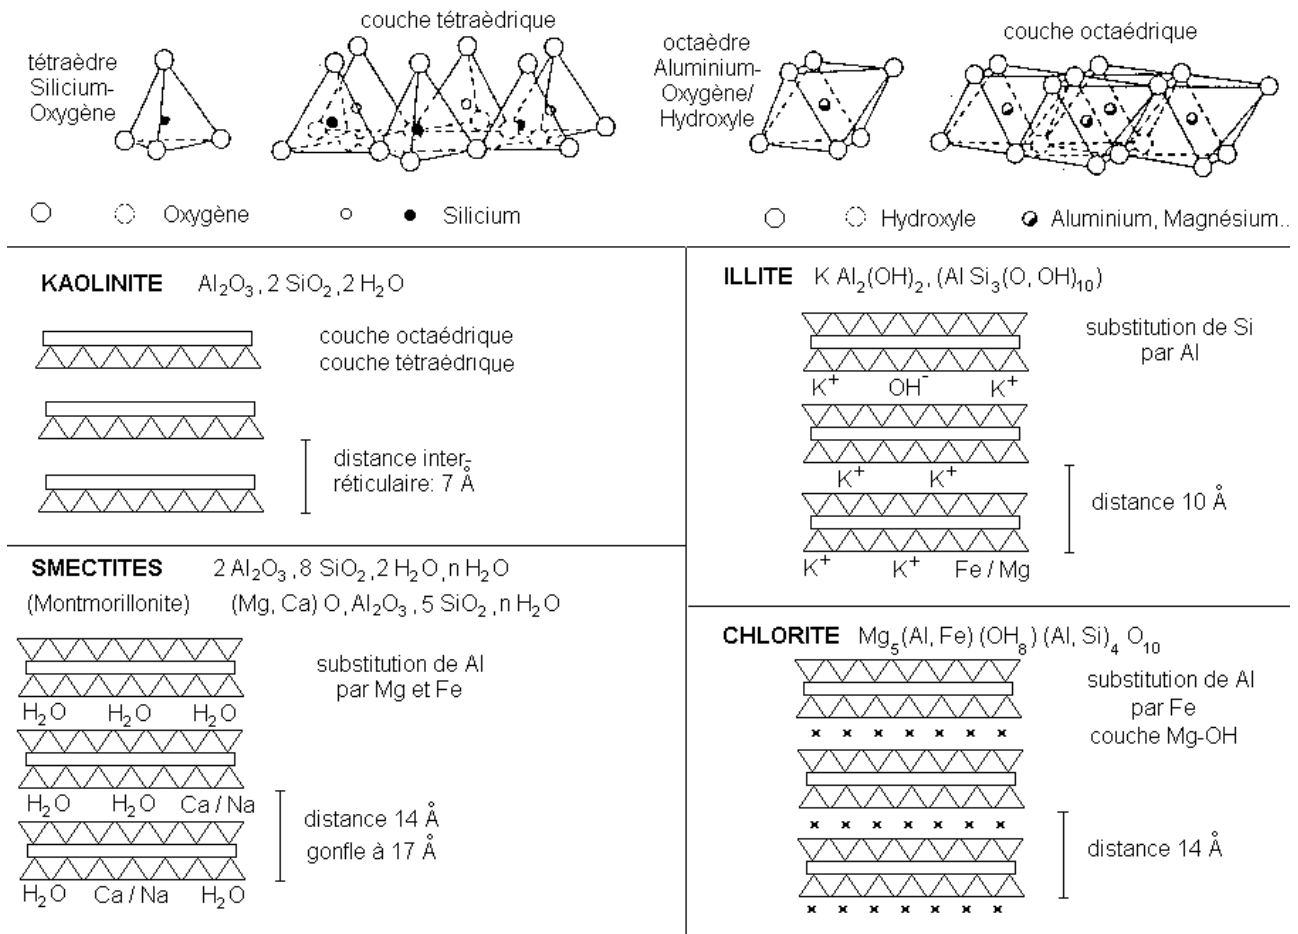 couche tétraèdrique
tétraèdre
Silicium-
Oxygène
Oxygène
Silicium
couche octaédrique
octaèdre
Aluminium-
Oxygène/
Hydroxyle
Hydroxyle
Aluminium, Magnésium..
KAOLINITE Al₂O₃, 2 SiO₂, 2 H₂O
couche octaédrique
couche tétraédrique
distance inter-
réticulaire: 7 Å
SMECTITES 2 Al₂O₃, 8 SiO₂, 2 H₂O, n H₂O
(Montmorillonite) (Mg, Ca) O, Al₂O₃, 5 SiO₂, n H₂O
substitution de Al
par Mg et Fe
H₂O H₂O H₂O
H₂O H₂O Ca / Na
distance 14 Å
gonfle à 17 Å
H₂O Ca / Na H₂O
ILLITE K Al₂(OH)₂, (Al Si₃(O, OH)₁₀)
substitution de Si
par Al
K⁺ OH⁻ K⁺
K⁺ K⁺
distance 10 Å
K⁺ K⁺ Fe / Mg
CHLORITE Mg₅(Al, Fe) (OH₈) (Al, Si)₄ O₁₀
substitution de Al
par Fe
couche Mg-OH
distance 14 Å